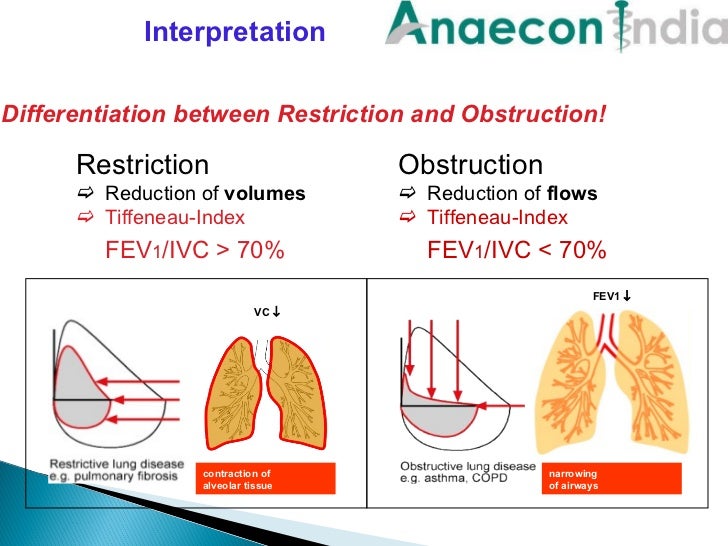 Interpretation
Anaecon India
Differentiation between Restriction and Obstruction!
Restriction
⇨ Reduction of volumes
⇨ Tiffeneau-Index
FEV1/IVC > 70%
Obstruction
⇨ Reduction of flows
⇨ Tiffeneau-Index
FEV1/IVC < 70%
VC↓
Restrictive lung disease
e.g. pulmonary fibrosis
contraction of
alveolar tissue
FEV1↓
Obstructive lung disease
e.g. asthma, COPD
narrowing
of airways